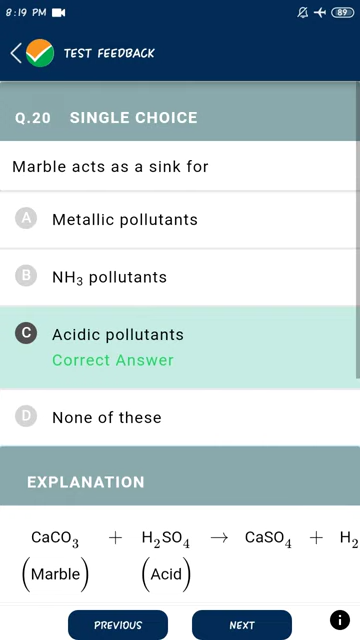 8:19 PM 89
TEST FEEDBACK
Q.20 SINGLE CHOICE
Marble acts as a sink for
A Metallic pollutants
B NH₃ pollutants
C Acidic pollutants
Correct Answer
D None of these
EXPLANATION
CaCO₃ + H₂SO₄ → CaSO₄ + H₂
(Marble) (Acid)
PREVIOUS NEXT i